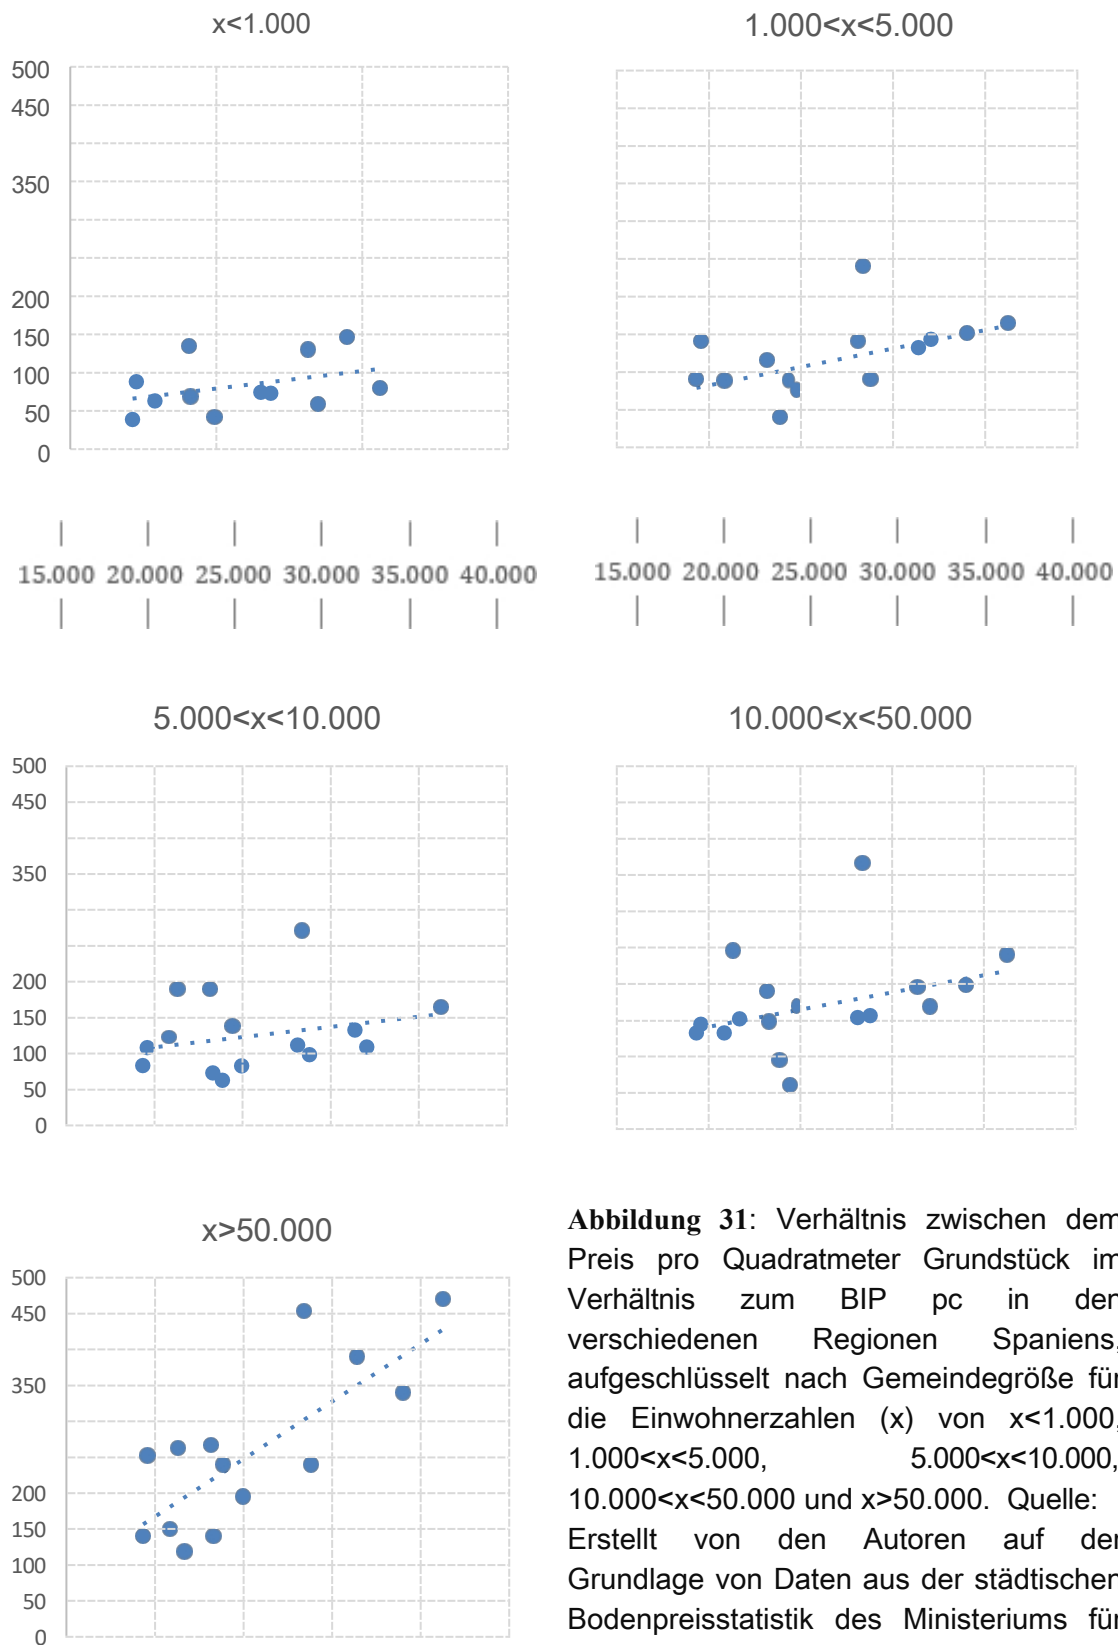 x<1.000
500
450
350
200
150
100
50
0
1.000<x<5.000
15.000 20.000 25.000 30.000 35.000 40.000
15.000 20.000 25.000 30.000 35.000 40.000
5.000<x<10.000
500
450
350
200
150
100
50
0
10.000<x<50.000
x>50.000
500
450
350
200
150
100
50
0
Abbildung 31: Verhältnis zwischen dem
Preis pro Quadratmeter Grundstück im
Verhältnis zum BIP pc in den
verschiedenen Regionen Spaniens,
aufgeschlüsselt nach Gemeindegröße für
die Einwohnerzahlen (x) von x<1.000,
1.000<x<5.000, 5.000<x<10.000,
10.000<x<50.000 und x>50.000. Quelle:
Erstellt von den Autoren auf der
Grundlage von Daten aus der städtischen
Bodenpreisstatistik des Ministeriums für